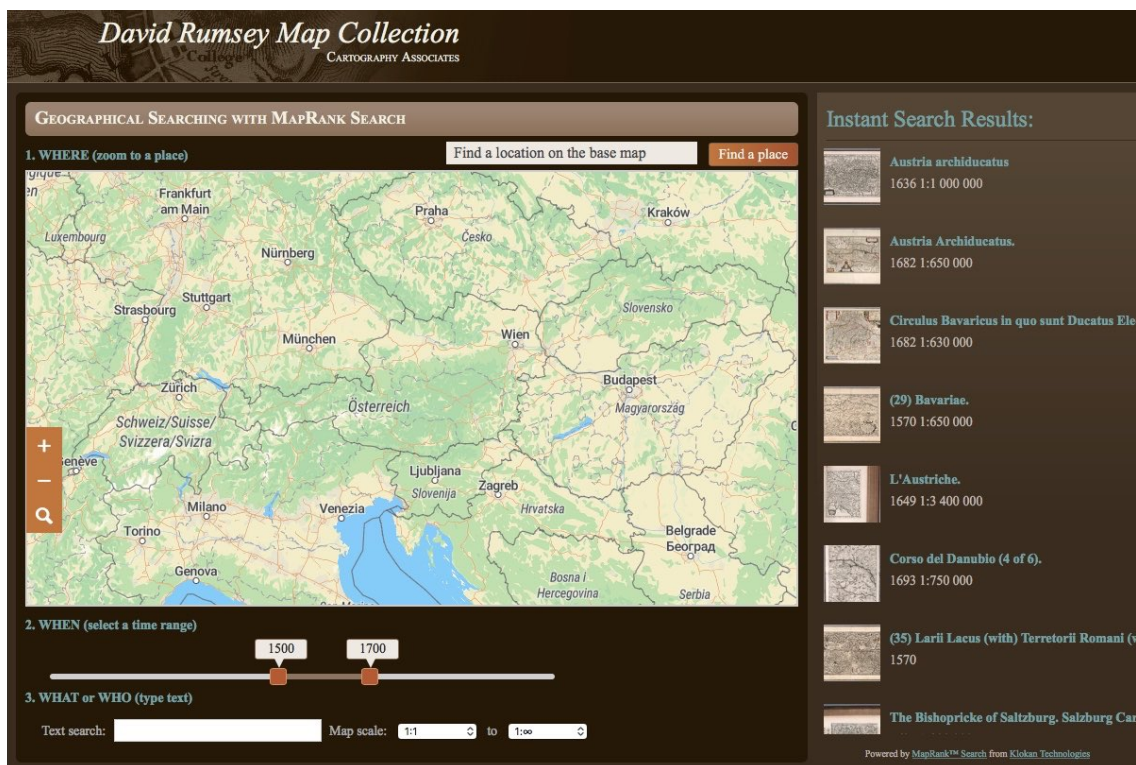 David Rumsey Map Collection
CARTOGRAPHY ASSOCIATES
College
GEOGRAPHICAL SEARCHING WITH MAPRANK SEARCH
1. WHERE (zoom to a place)
Find a location on the base map
Find a place
Frankfurt
am Main
Praha
Kraków
Luxembourg
Česko
Nürnberg
Stuttgart
Strasbourg
Slovensko
München
Wien
Zürich
Budapest
Österreich
Magyarország
Schweiz/Suisse/
Svizzera/Svizra
+
Genève
−
Ljubljana
Slovenija
Zagreb
Milano
Venezia
Hrvatska
Torino
Belgrade
Београд
Genova
Bosna i
Hercegovina
Serbia
2. WHEN (select a time range)
1500
1700
3. WHAT or WHO (type text)
Text search:
Map scale:
1:1
to
1:∞
Instant Search Results:
Austria archiducatus
1636 1:1 000 000
Austria Archiducatus.
1682 1:650 000
Circulus Bavaricus in quo sunt Ducatus Ele
1682 1:630 000
(29) Bavariae.
1570 1:650 000
L'Austriche.
1649 1:3 400 000
Corso del Danubio (4 of 6).
1693 1:750 000
(35) Larii Lacus (with) Terretorii Romani (w
1570
The Bishopricke of Saltzburg. Salzburg Car
Powered by MapRank™ Search from Klokan Technologies